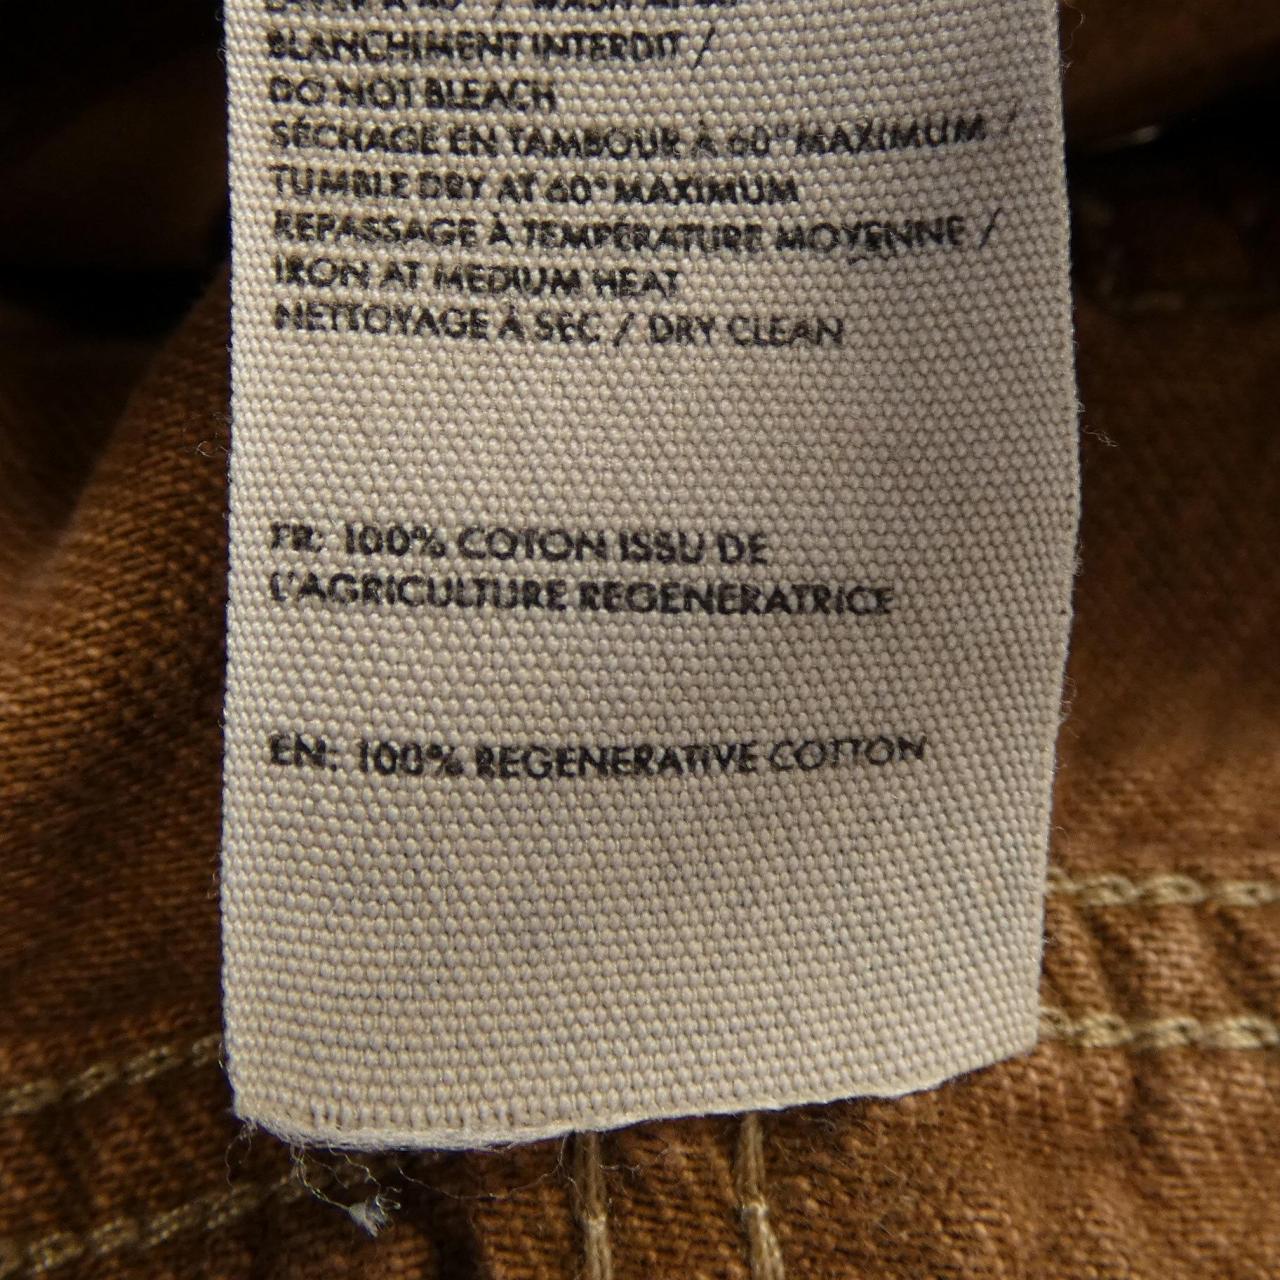 BLANCHIMENT INTERDIT /
DO NOT BLEACH
SÉCHAGE EN TAMBOUR À 60° MAXIMUM /
TUMBLE DRY AT 60° MAXIMUM
REPASSAGE À TEMPÉRATURE MOYENNE /
IRON AT MEDIUM HEAT
NETTOYAGE À SEC / DRY CLEAN
FR: 100% COTON ISSU DE
L'AGRICULTURE REGENERATRICE
EN: 100% REGENERATIVE COTTON